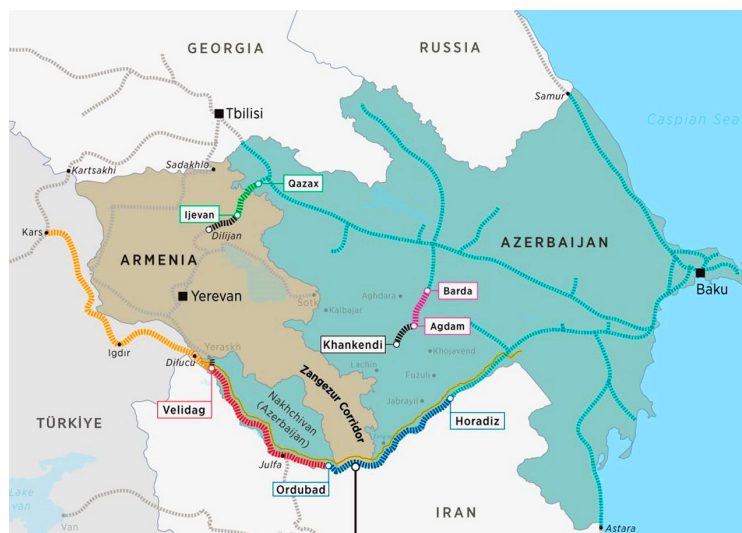 GEORGIA
RUSSIA
Samur
Caspian Sea
Tbilisi
Sadakhlo
Kartsakhi
Qazax
Ijevan
Dilijan
Kars
ARMENIA
AZERBAIJAN
Baku
Yerevan
Sotk
Kalbajar
Aghdara
Barda
Agdam
Khankendi
Igdır
Dilucu
Yeraskh
Lachin
Khojavend
Fuzuli
Zangezur Corridor
Velidag
Nakhchivan
(Azerbaijan)
Jabrayil
Horadiz
TÜRKİYE
Julfa
Ordubad
IRAN
Lake
van
Van
Astara